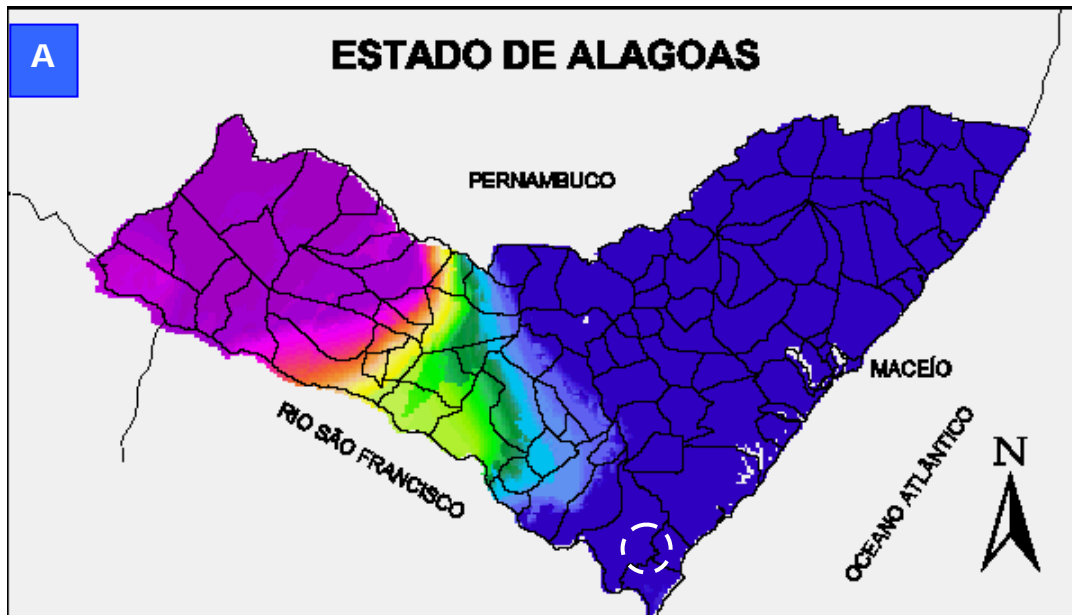 A
ESTADO DE ALAGOAS
PERNAMBUCO
MACEÍO
RIO SÃO FRANCISCO
OCEANO ATLÂNTICO
N